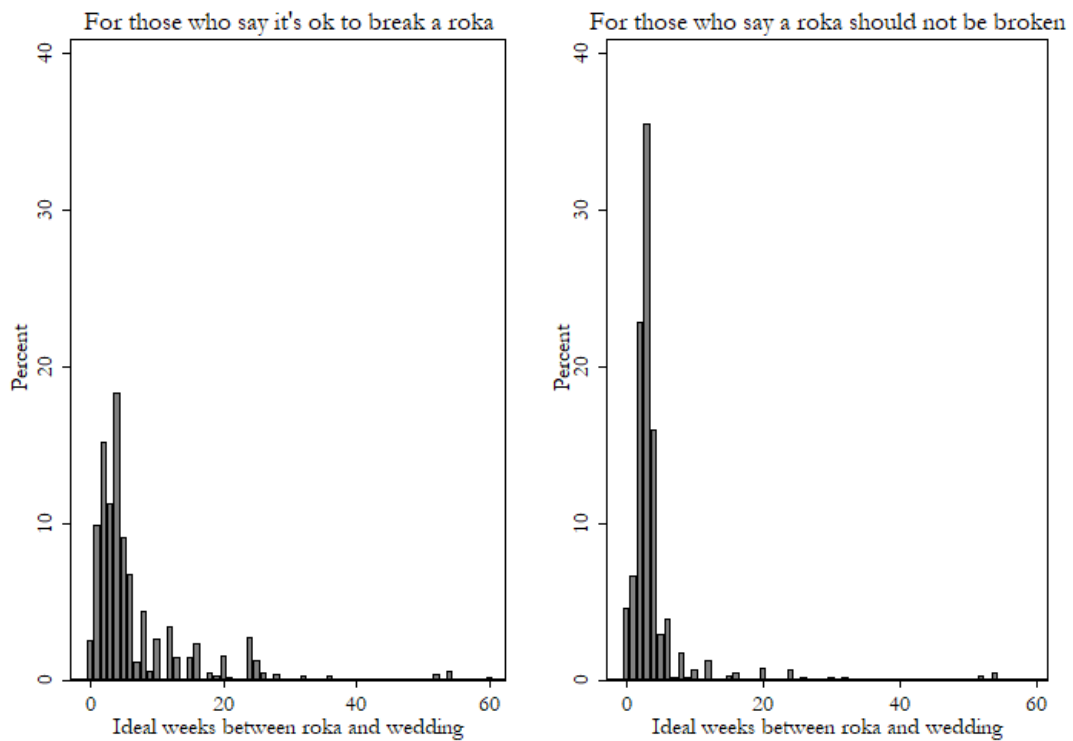 For those who say it's ok to break a roka
40
30
20
10
0
Percent
0 20 40 60
Ideal weeks between roka and wedding
For those who say a roka should not be broken
40
30
20
10
0
Percent
0 20 40 60
Ideal weeks between roka and wedding